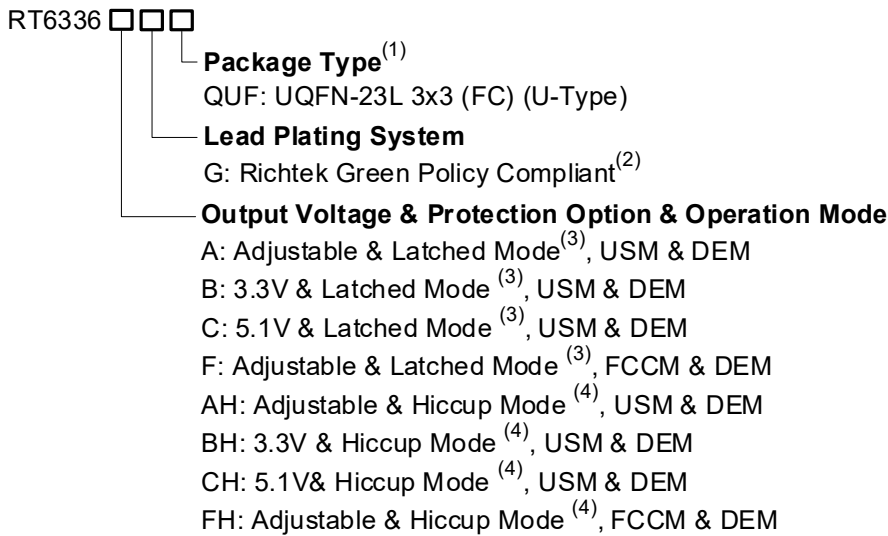 RT6336 □□□
Package Type(1)
QUF: UQFN-23L 3x3 (FC) (U-Type)
Lead Plating System
G: Richtek Green Policy Compliant(2)
Output Voltage & Protection Option & Operation Mode
A: Adjustable & Latched Mode(3), USM & DEM
B: 3.3V & Latched Mode (3), USM & DEM
C: 5.1V & Latched Mode (3), USM & DEM
F: Adjustable & Latched Mode (3), FCCM & DEM
AH: Adjustable & Hiccup Mode (4), USM & DEM
BH: 3.3V & Hiccup Mode (4), USM & DEM
CH: 5.1V& Hiccup Mode (4), USM & DEM
FH: Adjustable & Hiccup Mode (4), FCCM & DEM